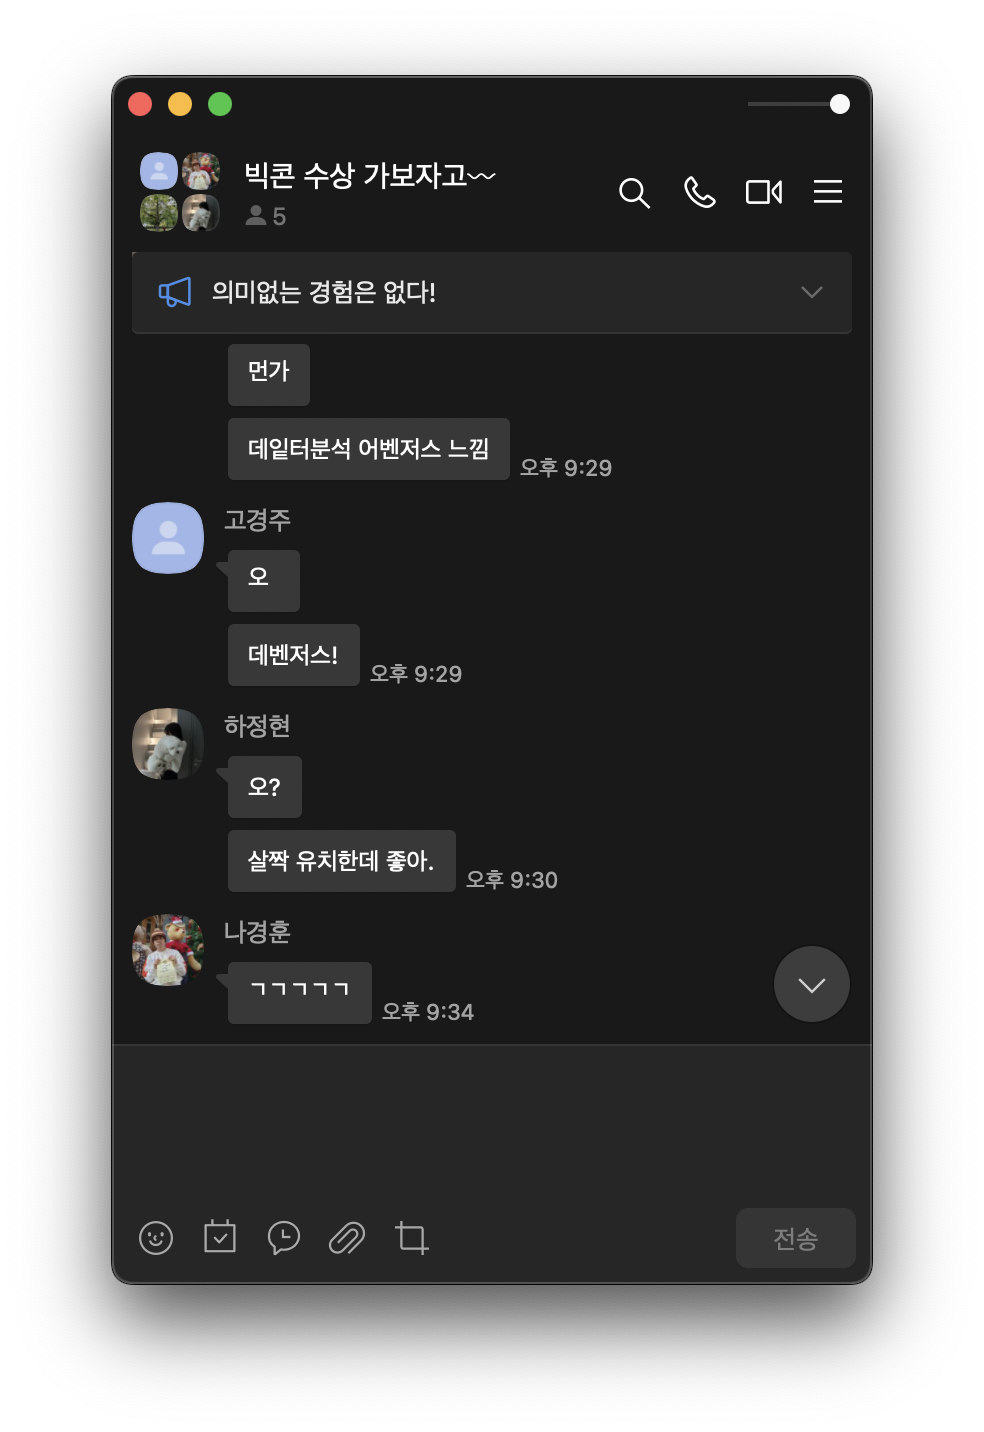 빅콘 수상 가보자고〰
5
의미없는 경험은 없다!
먼가
데잍터분석 어벤저스 느낌
오후 9:29
고경주
오
데벤저스!
오후 9:29
하정현
오?
살짝 유치한데 좋아.
오후 9:30
나경훈
ㄱㄱㄱㄱㄱ
오후 9:34
전송